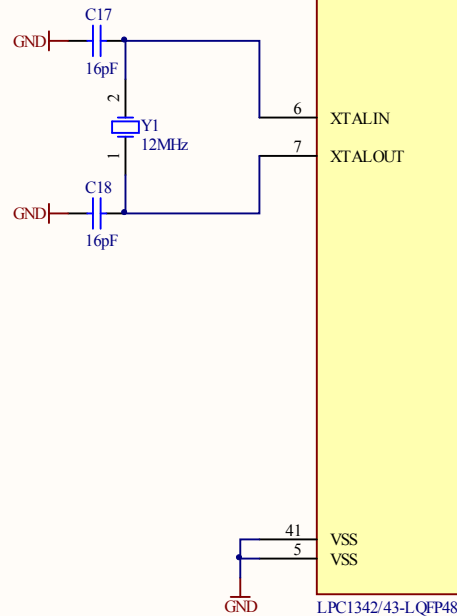 C17
GND
16pF
2
Y1
12MHz
1
C18
GND
16pF
6
XTALIN
7
XTALOUT
41
VSS
5
VSS
GND
LPC1342/43-LQFP48